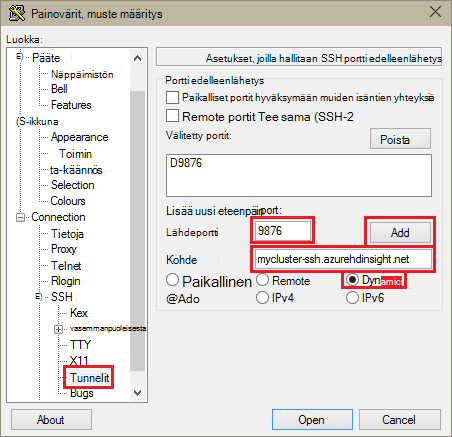 Painovärit, muste määritys
Luokka:
Pääte
Näppäimistön
Bell
Features
(S-ikkuna
Appearance
Toimin
ta-käännös
Selection
Colours
Connection
Tietoja
Proxy
Telnet
Rlogin
SSH
Kex
vasemmanpuoleisesta.
TTY
X11
Tunnelit
Bugs
Asetukset, joilla hallitaan SSH portti edelleenlähetys
Portti edelleenlähetys
Paikalliset portit hyväksymään muiden isäntien yhteyksiä
Remote portit Tee sama (SSH-2
Välitetty portit:
Poista
D9876
Lisää uusi eteenpäin port:
Lähdeportti
9876
Add
Kohde
mycluster-ssh.azurehdinsight.net
Paikallinen
Remote
Dynamic
@Ado
IPv4
IPv6
About
Open
Cancel